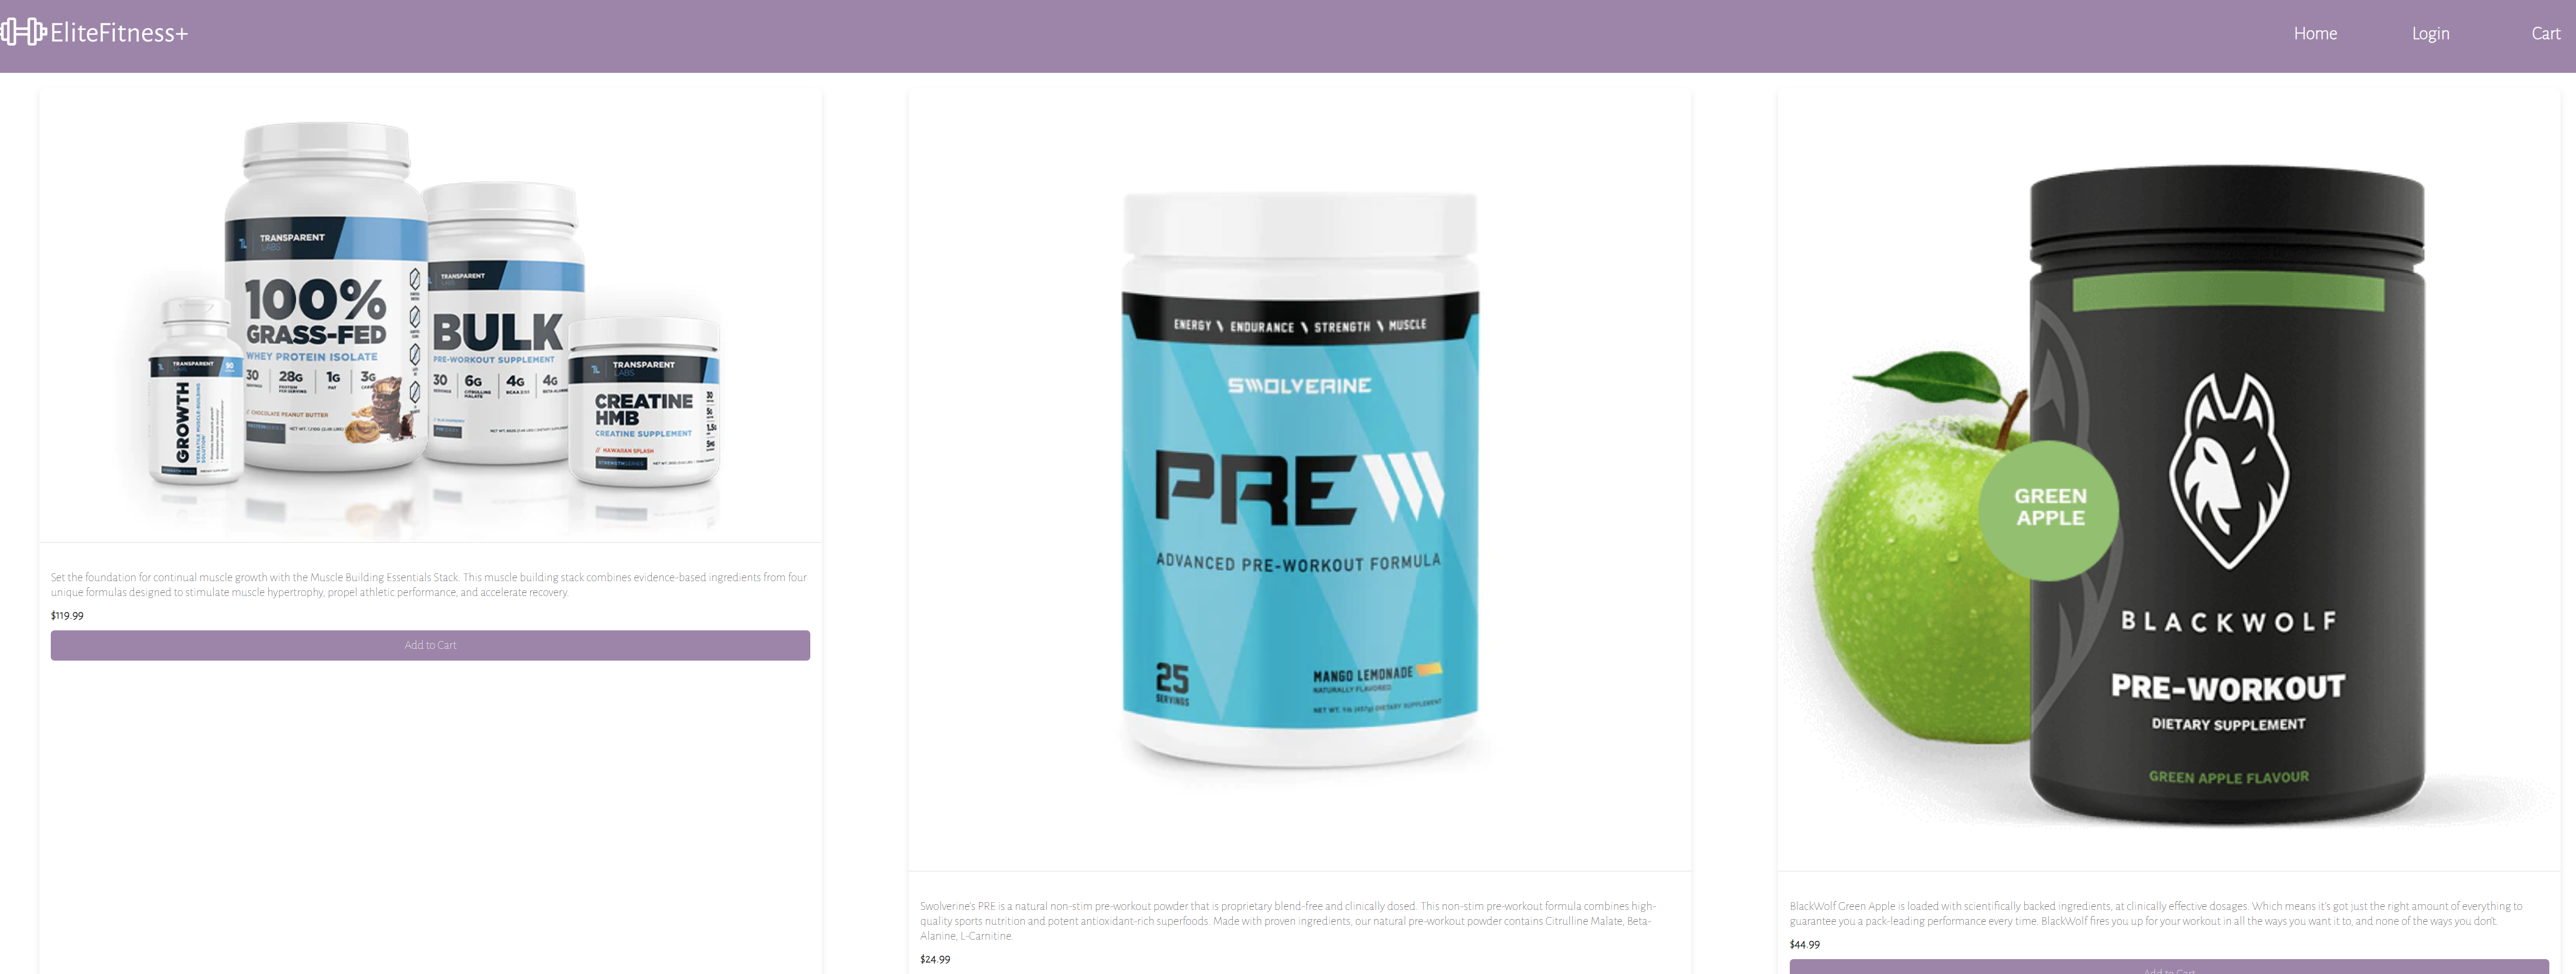 EliteFitness+
Home
Login
Cart
TRANSPARENT
LABS
100%
GRASS-FED
WHEY PROTEIN ISOLATE
30
28G
1G
3G
// CHOCOLATE PEANUT BUTTER
TRANSPARENT
BULK
PRE-WORKOUT SUPPLEMENT
30
6G
4G
4G
TRANSPARENT
90
GROWTH
TRANSPARENT
LABS
CREATINE
HMB
CREATINE SUPPLEMENT
// HAWAIIAN SPLASH
Set the foundation for continual muscle growth with the Muscle Building Essentials Stack. This muscle building stack combines evidence-based ingredients from four
unique formulas designed to stimulate muscle hypertrophy, propel athletic performance, and accelerate recovery.
$119.99
Add to Cart
ENERGY \ ENDURANCE \ STRENGTH \ MUSCLE
SWOLVERINE
PRE
ADVANCED PRE-WORKOUT FORMULA
25
SERVINGS
MANGO LEMONADE
NATURALLY FLAVORED
NET WT. 1lb (457g) DIETARY SUPPLEMENT
Swolverine's PRE is a natural non-stim pre-workout powder that is proprietary blend-free and clinically dosed. This non-stim pre-workout formula combines high-
quality sports nutrition and potent antioxidant-rich superfoods. Made with proven ingredients, our natural pre-workout powder contains Citrulline Malate, Beta-
Alanine, L-Carnitine.
$24.99
GREEN
APPLE
BLACKWOLF
PRE-WORKOUT
DIETARY SUPPLEMENT
GREEN APPLE FLAVOUR
BlackWolf Green Apple is loaded with scientifically backed ingredients, at clinically effective dosages. Which means it's got just the right amount of everything to
guarantee you a pack-leading performance every time. BlackWolf fires you up for your workout in all the ways you want it to, and none of the ways you don't.
$44.99
Add to Cart